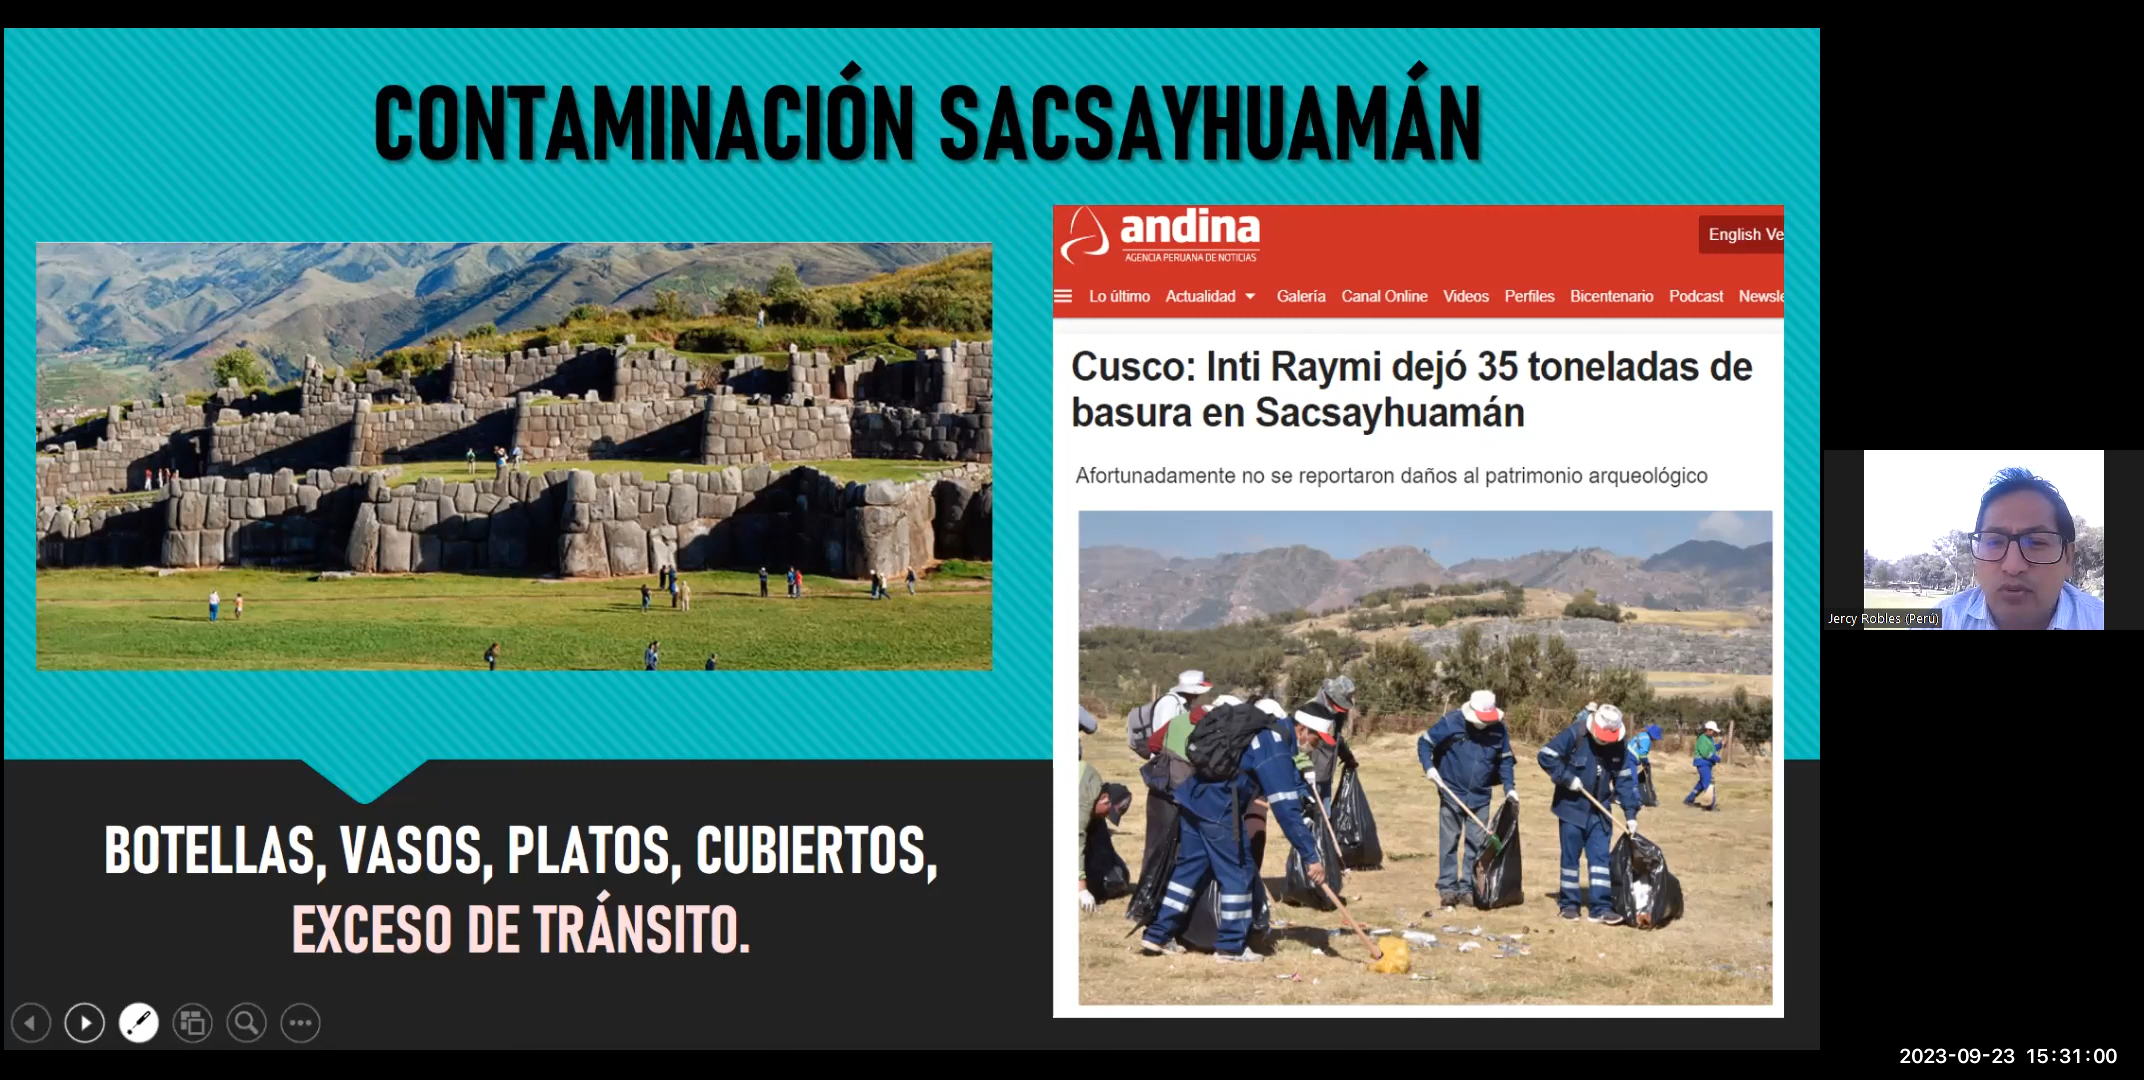 CONTAMINACIÓN SACSAYHUAMÁN
andina
AGENCIA PERUANA DE NOTICIAS
English Ve
Lo último Actualidad Galería Canal Online Videos Perfiles Bicentenario Podcast Newsle
Cusco: Inti Raymi dejó 35 toneladas de
basura en Sacsayhuamán
Afortunadamente no se reportaron daños al patrimonio arqueológico
BOTELLAS, VASOS, PLATOS, CUBIERTOS,
EXCESO DE TRÁNSITO.
Jercy Robles (Perú)
2023-09-23 15:31:00